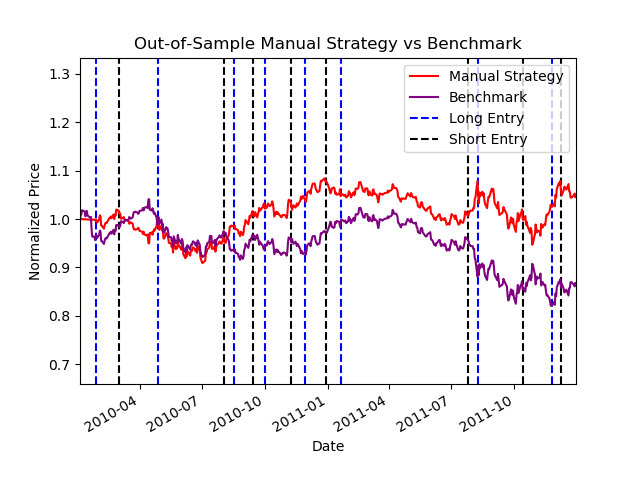 Out-of-Sample Manual Strategy vs Benchmark
Normalized Price
1.3
1.2
1.1
1.0
0.9
0.8
0.7
Manual Strategy
Benchmark
Long Entry
Short Entry
2010-04
2010-07
2010-10
2011-01
2011-04
2011-07
2011-10
Date